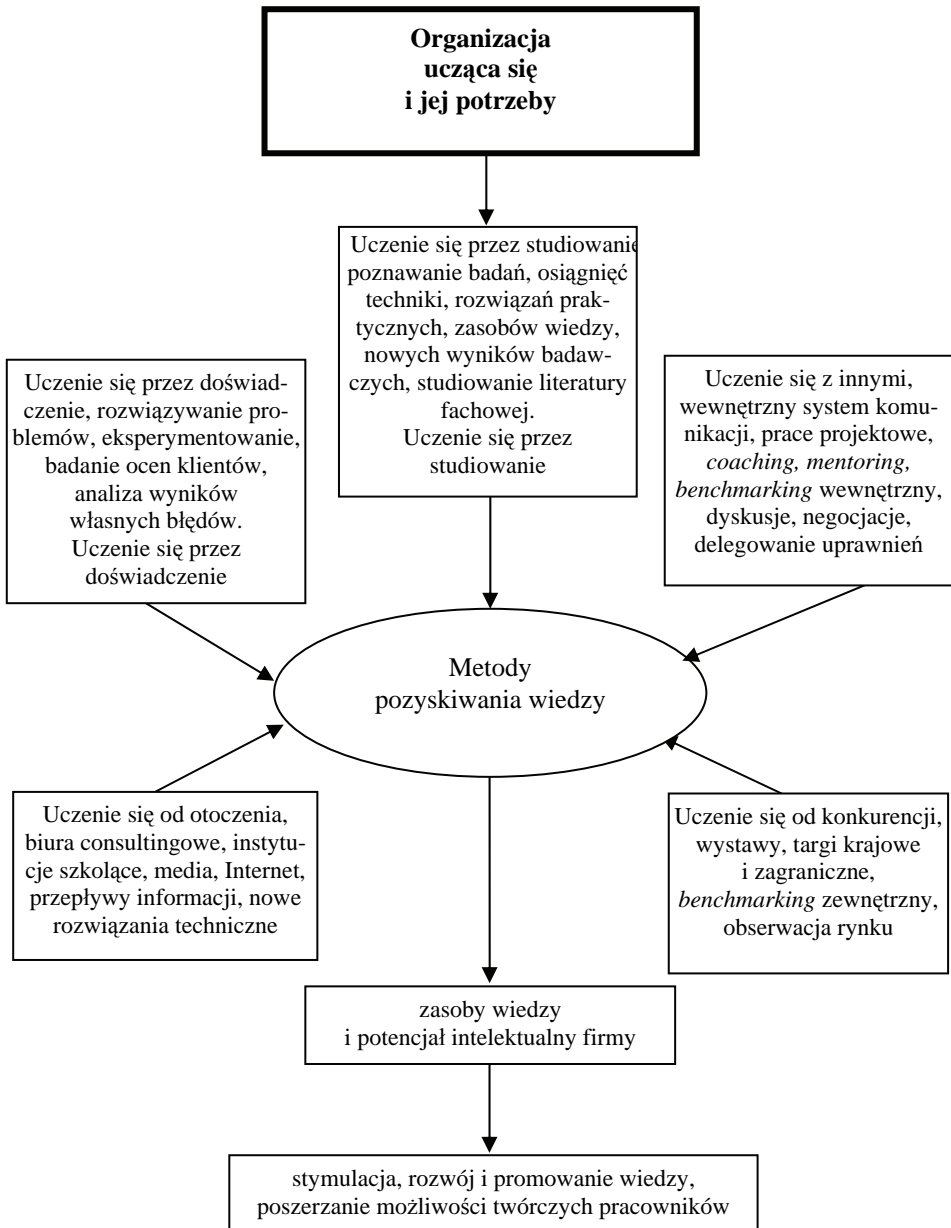 Organizacja
ucząca się
i jej potrzeby
Uczenie się przez studiowanie
poznawanie badań, osiągnięć
techniki, rozwiązań prak-
tycznych, zasobów wiedzy,
nowych wyników badaw-
czych, studiowanie literatury
fachowej.
Uczenie się przez
studiowanie
Uczenie się przez doświad-
czenie, rozwiązywanie pro-
blemów, eksperymentowanie,
badanie ocen klientów,
analiza wyników
własnych błędów.
Uczenie się przez
doświadczenie
Uczenie się z innymi,
wewnętrzny system komu-
nikacji, prace projektowe,
coaching, mentoring,
benchmarking wewnętrzny,
dyskusje, negocjacje,
delegowanie uprawnień
Metody
pozyskiwania wiedzy
Uczenie się od otoczenia,
biura consultingowe, instytu-
cje szkolące, media, Internet,
przepływy informacji, nowe
rozwiązania techniczne
Uczenie się od konkurencji,
wystawy, targi krajowe
i zagraniczne,
benchmarking zewnętrzny,
obserwacja rynku
zasoby wiedzy
i potencjał intelektualny firmy
stymulacja, rozwój i promowanie wiedzy,
poszerzanie możliwości twórczych pracowników